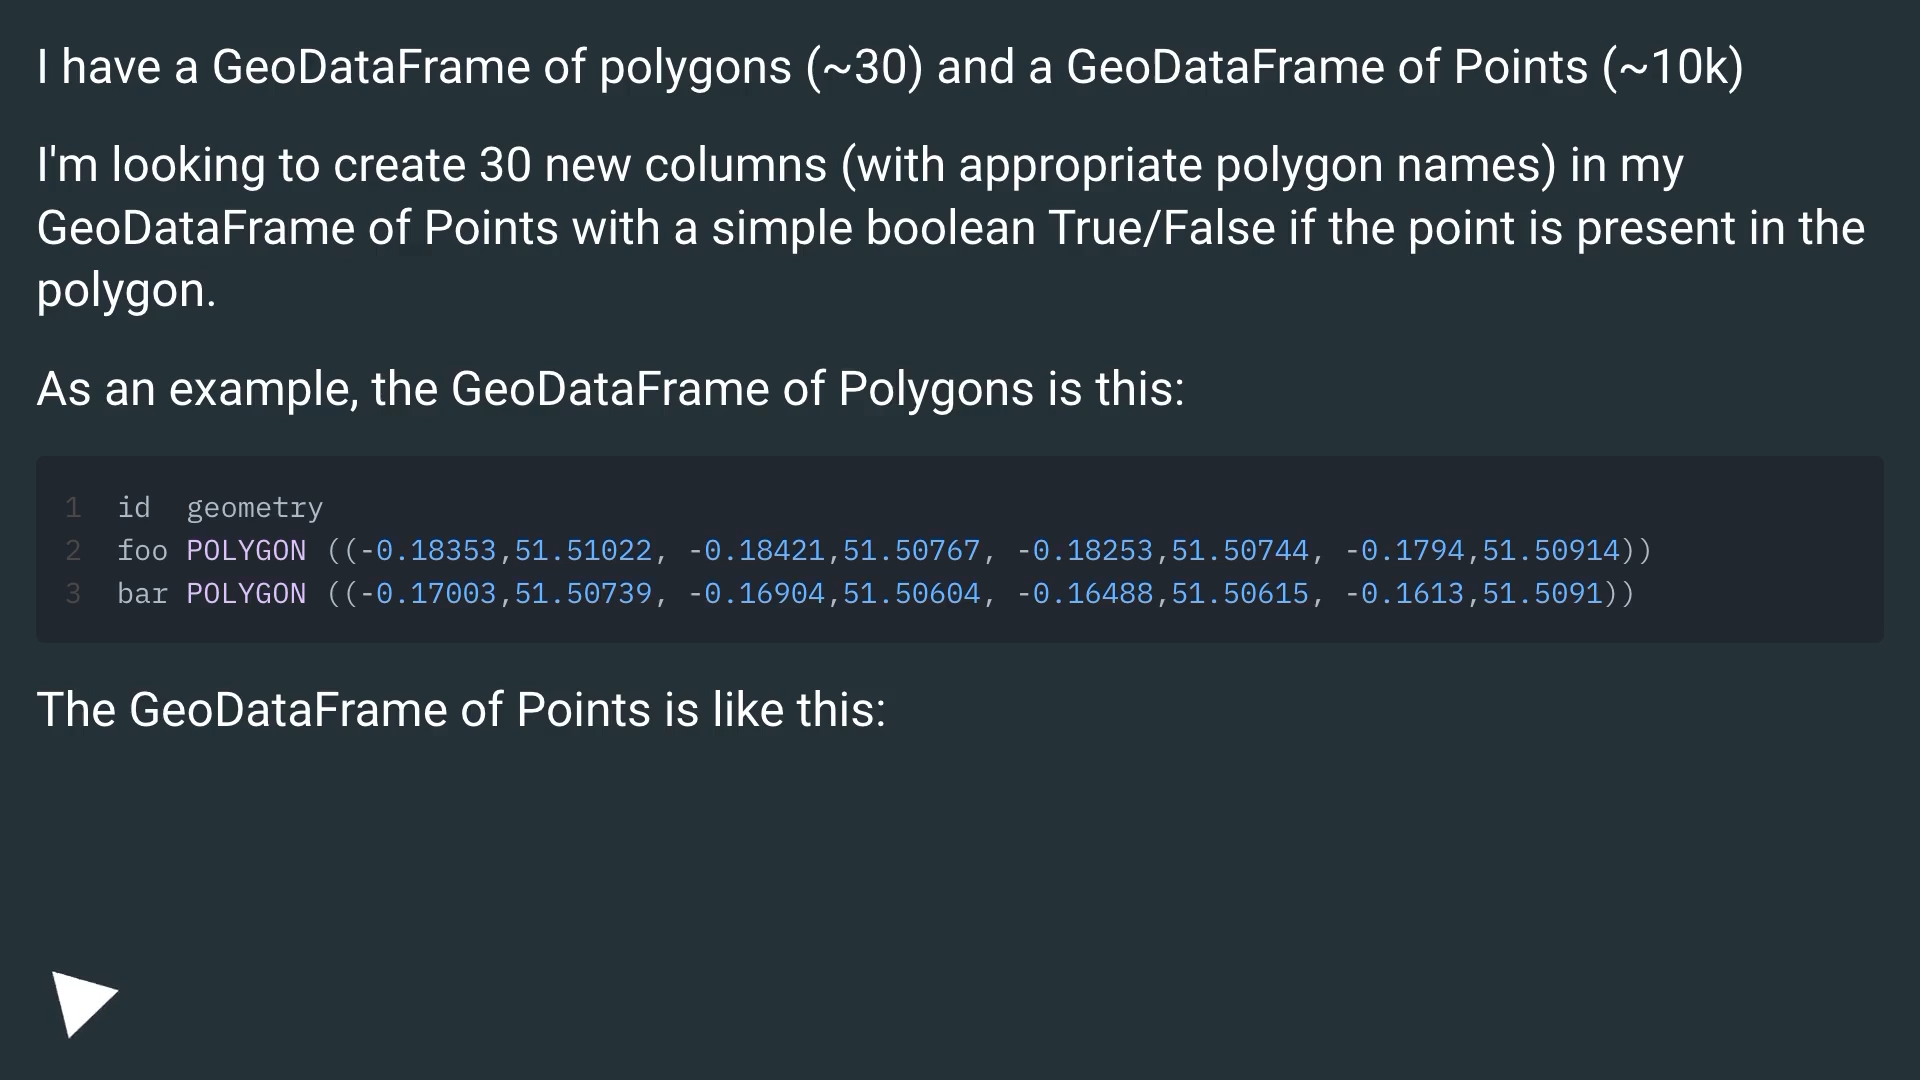 I have a GeoDataFrame of polygons (~30) and a GeoDataFrame of Points (~10k)
I'm looking to create 30 new columns (with appropriate polygon names) in my
GeoDataFrame of Points with a simple boolean True/False if the point is present in the
polygon.
As an example, the GeoDataFrame of Polygons is this:
1 id  geometry
2 foo POLYGON ((-0.18353,51.51022, -0.18421,51.50767, -0.18253,51.50744, -0.1794,51.50914))
3 bar POLYGON ((-0.17003,51.50739, -0.16904,51.50604, -0.16488,51.50615, -0.1613,51.5091))
The GeoDataFrame of Points is like this: